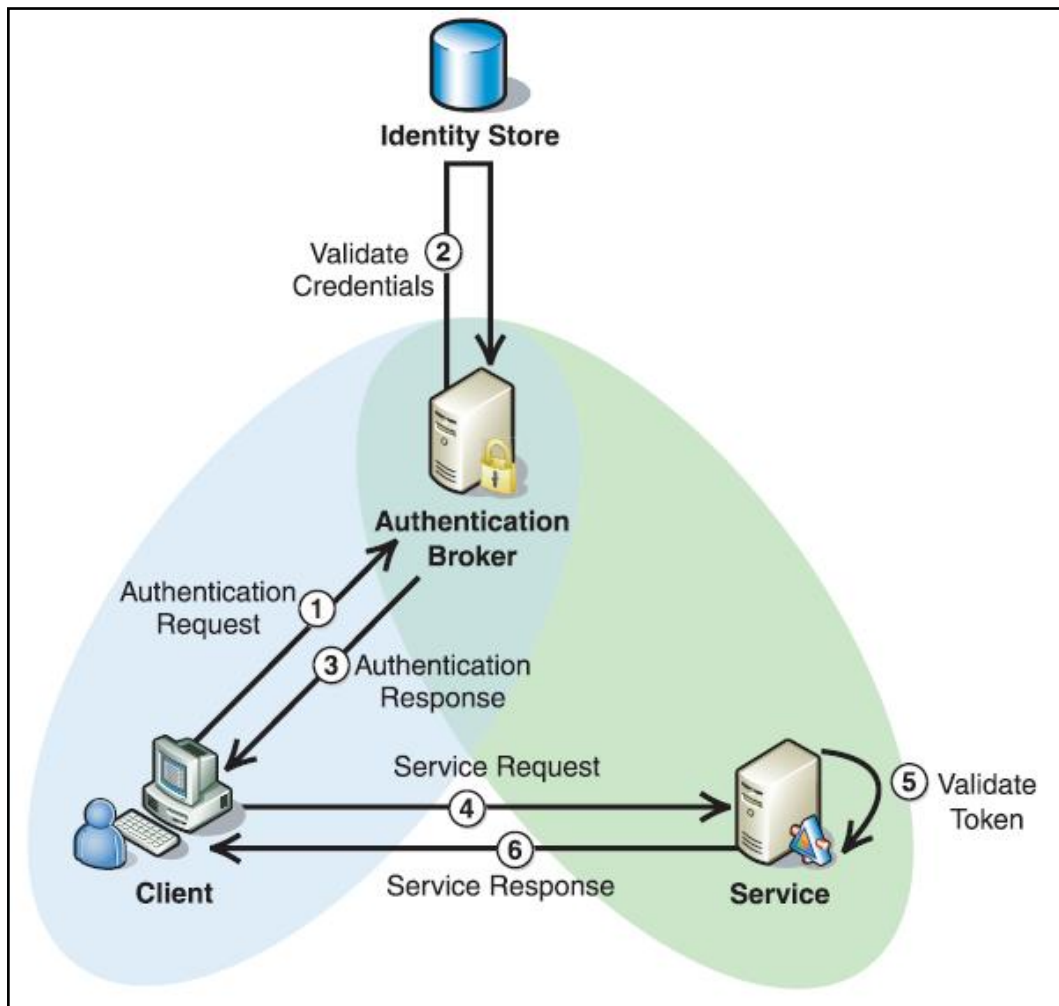 Identity Store
Validate
Credentials
2
Authentication
Broker
Authentication
Request
1
3
Authentication
Response
Service Request
4
5
Validate
Token
6
Service Response
Client
Service